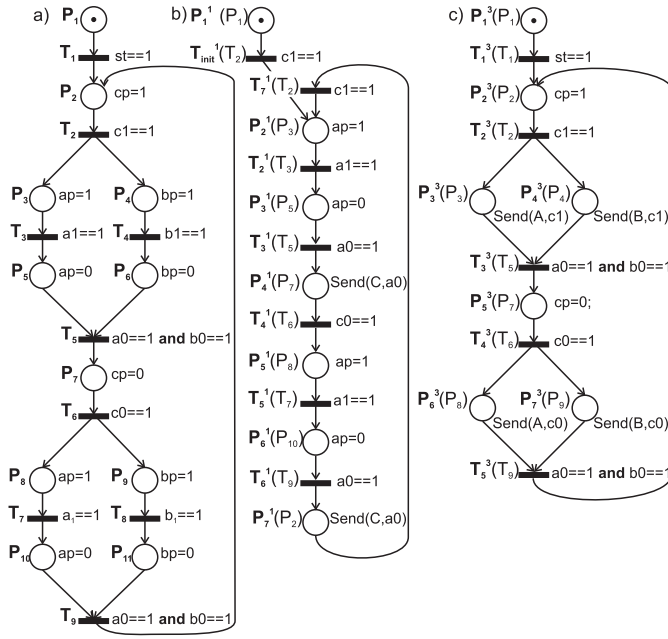 a)
P₁
T₁ st==1
P₂ cp=1
T₂ c1==1
P₃ ap=1
P₄ bp=1
T₃ a1==1
T₄ b1==1
P₅ ap=0
P₆ bp=0
T₅ a0==1 and b0==1
P₇ cp=0
T₆ c0==1
P₈ ap=1
P₉ bp=1
T₇ a₁==1
T₈ b₁==1
P₁₀ ap=0
P₁₁ bp=0
T₉ a0==1 and b0==1
b) P₁¹ (P₁)
T_init¹(T₂) c1==1
T₇¹(T₂) c1==1
P₂¹(P₃) ap=1
T₂¹(T₃) a1==1
P₃¹(P₅) ap=0
T₃¹(T₅) a0==1
P₄¹(P₇) Send(C,a0)
T₄¹(T₆) c0==1
P₅¹(P₈) ap=1
T₅¹(T₇) a1==1
P₆¹(P₁₀) ap=0
T₆¹(T₉) a0==1
P₇¹(P₂) Send(C,a0)
c) P₁³(P₁)
T₁³(T₁) st==1
P₂³(P₂) cp=1
T₂³(T₂) c1==1
P₃³(P₃)
P₄³(P₄)
Send(A,c1)
Send(B,c1)
T₃³(T₅) a0==1 and b0==1
P₅³(P₇) cp=0;
T₄³(T₆) c0==1
P₆³(P₈)
P₇³(P₉)
Send(A,c0)
Send(B,c0)
T₅³(T₉) a0==1 and b0==1